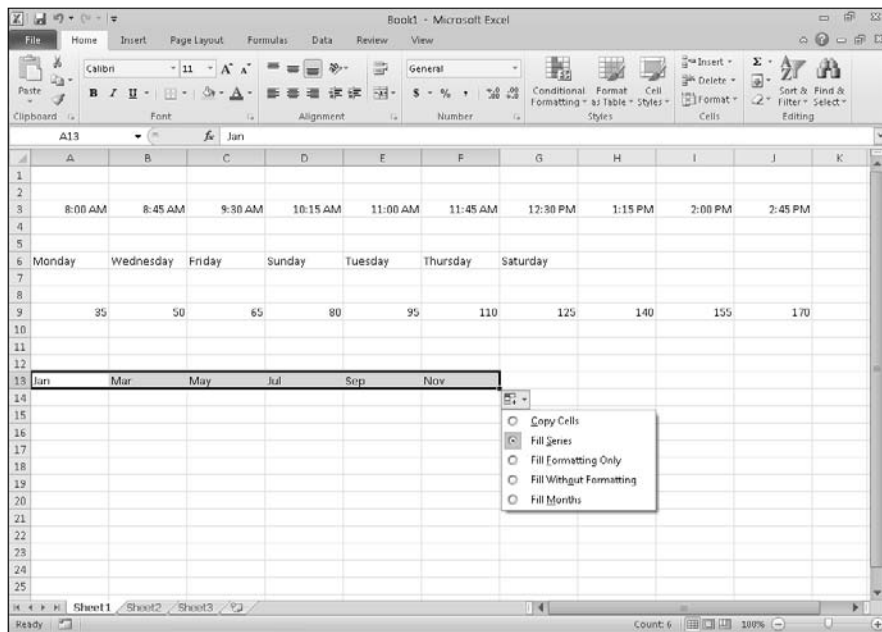 Book1 - Microsoft Excel
File Home Insert Page Layout Formulas Data Review View
Paste
Calibri 11 A A
B I U A
General
$ % ,
Conditional Formatting
Format as Table
Cell Styles
Insert
Delete
Format
Σ
Sort & Filter
Find & Select
Clipboard Font Alignment Number Styles Cells Editing
A13 fx Jan
A B C D E F G H I J K
1
2
3 8:00 AM 8:45 AM 9:30 AM 10:15 AM 11:00 AM 11:45 AM 12:30 PM 1:15 PM 2:00 PM 2:45 PM
4
5
6 Monday Wednesday Friday Sunday Tuesday Thursday Saturday
7
8
9 35 50 65 80 95 110 125 140 155 170
10
11
12
13 Jan Mar May Jul Sep Nov
14
15 Copy Cells
16 Fill Series
17
18 Fill Formatting Only
19 Fill Without Formatting
20 Fill Months
21
22
23
24
25
Sheet1 Sheet2 Sheet3
Ready Count: 6 100%